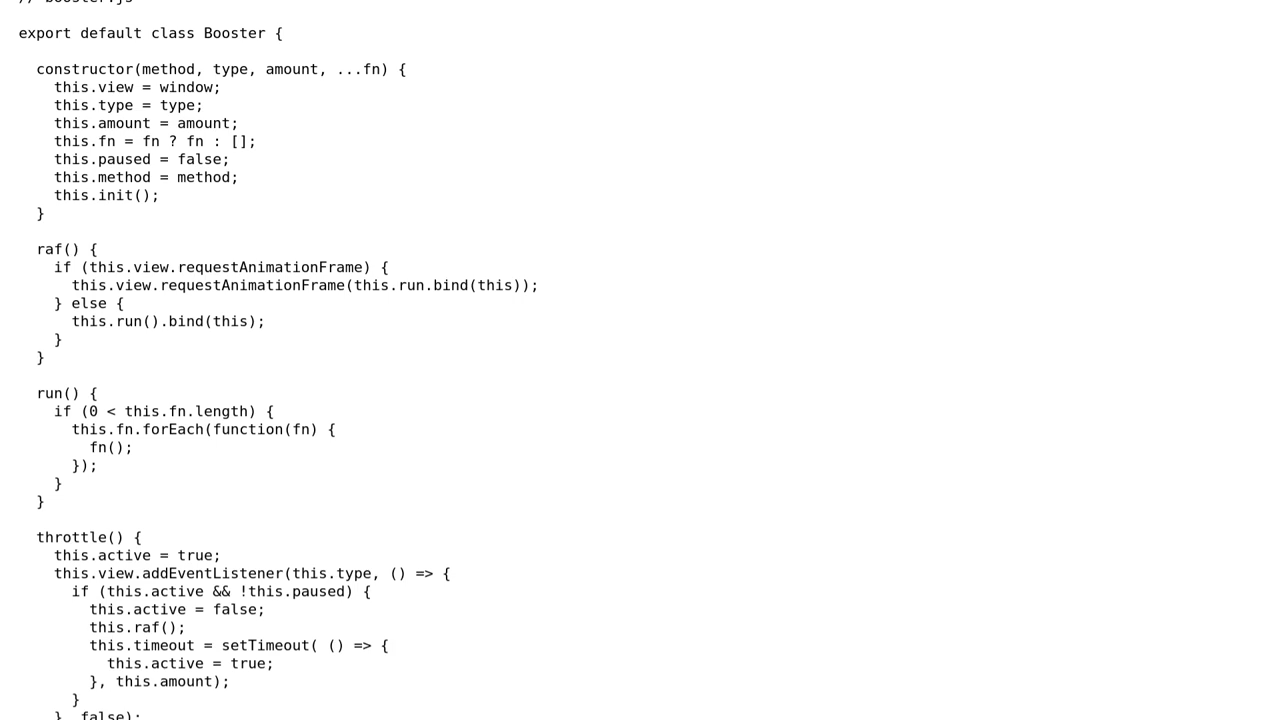 // booster.js
export default class Booster {
constructor(method, type, amount, ...fn) {
this.view = window;
this.type = type;
this.amount = amount;
this.fn = fn ? fn : [];
this.paused = false;
this.method = method;
this.init();
}
raf() {
if (this.view.requestAnimationFrame) {
this.view.requestAnimationFrame(this.run.bind(this));
} else {
this.run().bind(this);
}
}
run() {
if (0 < this.fn.length) {
this.fn.forEach(function(fn) {
fn();
});
}
}
throttle() {
this.active = true;
this.view.addEventListener(this.type, () => {
if (this.active && !this.paused) {
this.active = false;
this.raf();
this.timeout = setTimeout( () => {
this.active = true;
}, this.amount);
}
}, false);